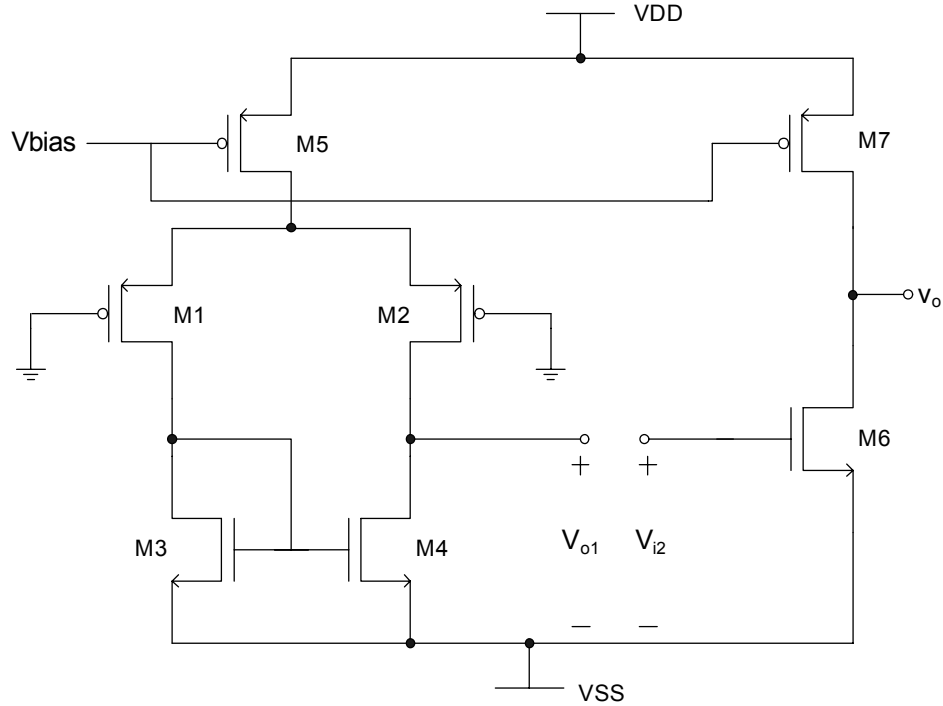 VDD
Vbias
M5
M7
M1
M2
vo
M6
M3
M4
+ +
Vo1 Vi2
− −
VSS